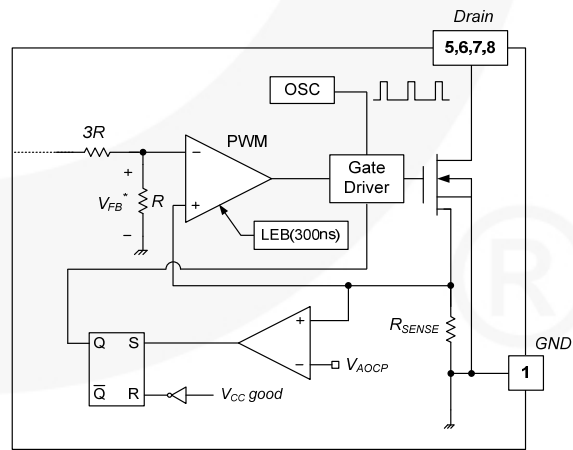 Drain
5,6,7,8
OSC
3R
PWM
Gate
Driver
−
+
+
V_FB*
R
−
LEB(300ns)
R_SENSE
GND
1
+
−
V_AOCP
Q
S
Q̅
R
V_CC good
®